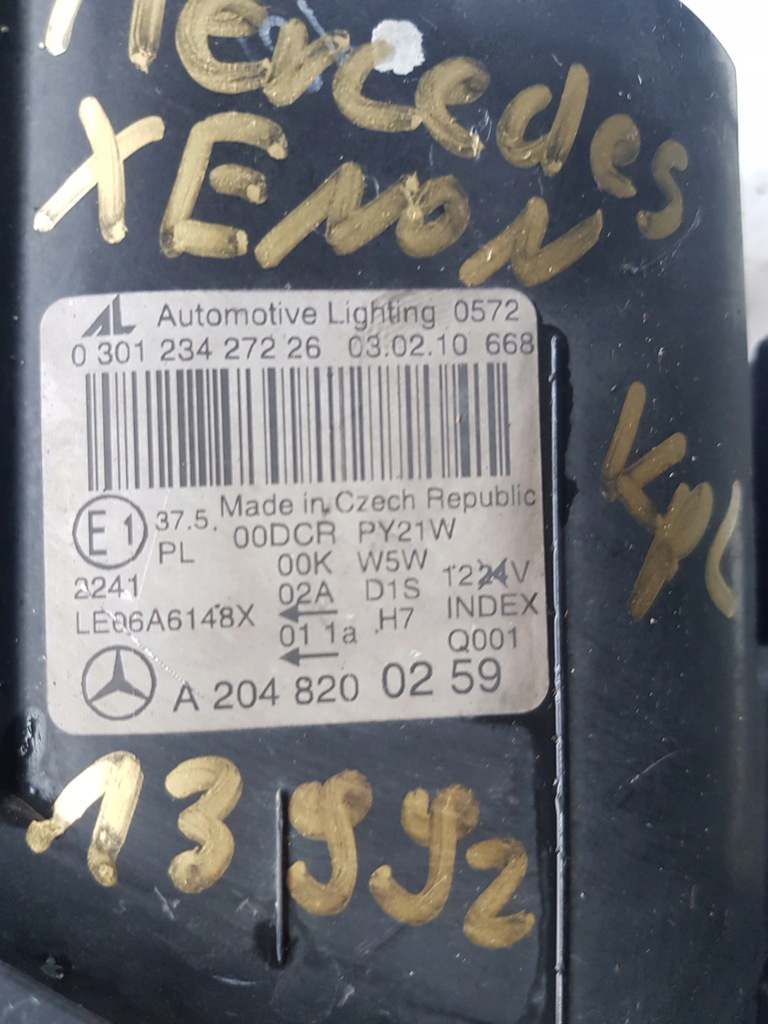 Mercedes
XENON
AL Automotive Lighting 0572
0 301 234 272 26 03.02.10 668
Made in Czech Republic
E1 37.5. 00DCR PY21W
PL 00K W5W
2241 02A D1S 1224V
LE06A6148X 01 1a H7 INDEX
Q001
A 204 820 02 59
13992